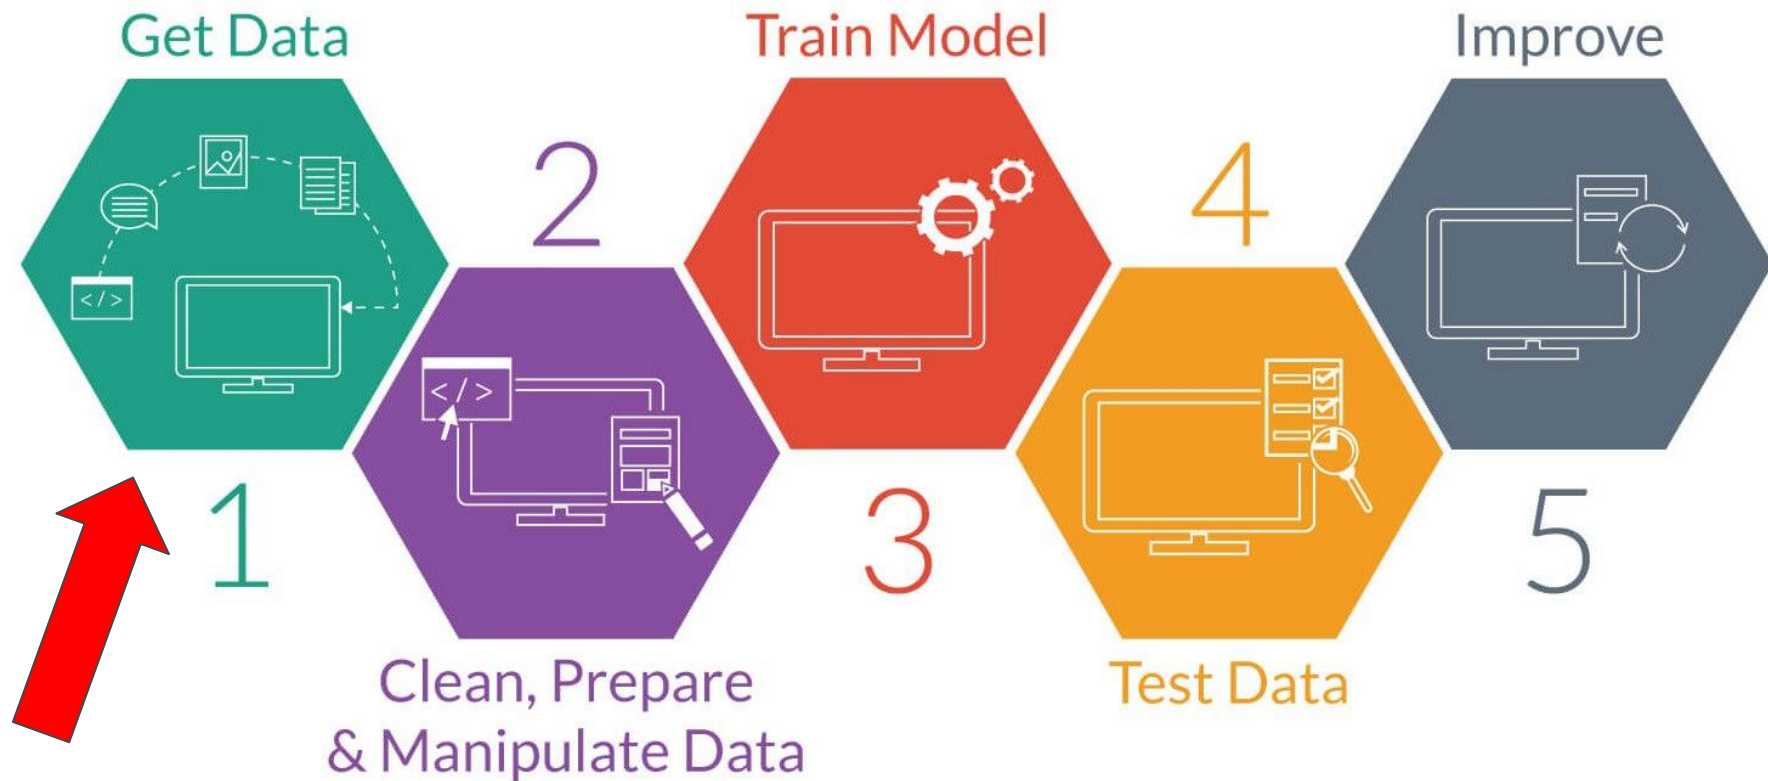 Get Data
1
2
Clean, Prepare
& Manipulate Data
Train Model
3
4
Test Data
Improve
5
</>
</>